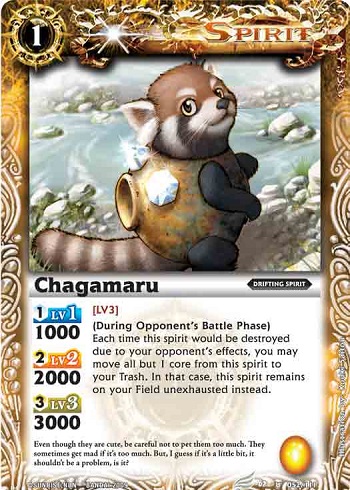 1
SPIRIT
Chagamaru
DRIFTING SPIRIT
1 LV1
1000
2 LV2
2000
3 LV3
3000
[LV3]
(During Opponent's Battle Phase)
Each time this spirit would be destroyed
due to your opponent's effects, you may
move all but 1 core from this spirit to
your Trash. In that case, this spirit remains
on your Field unexhausted instead.
Even though they are cute, be careful not to pet them too much.
They sometimes get mad if it's too much. But, I guess if it's a little bit, it
shouldn't be a problem, is it?